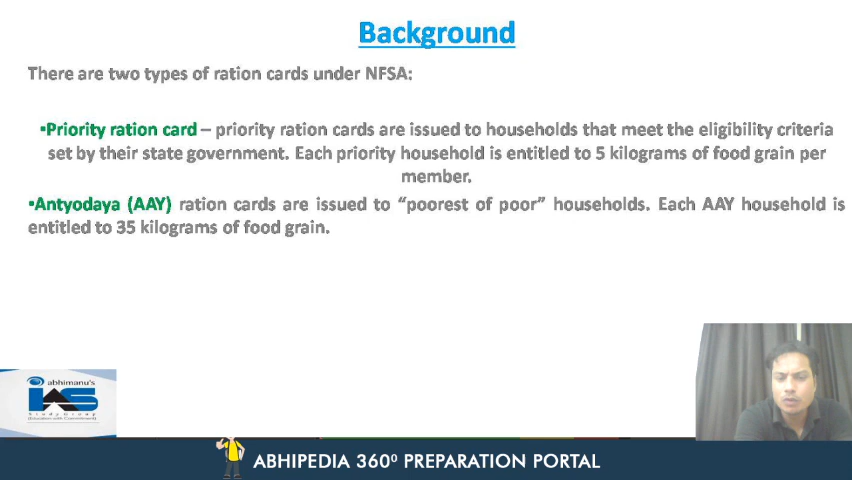 Background
There are two types of ration cards under NFSA:
▪Priority ration card – priority ration cards are issued to households that meet the eligibility criteria
set by their state government. Each priority household is entitled to 5 kilograms of food grain per
member.
▪Antyodaya (AAY) ration cards are issued to “poorest of poor” households. Each AAY household is
entitled to 35 kilograms of food grain.
abhimanu's
ias
Study Group
ABHIPEDIA 360⁰ PREPARATION PORTAL